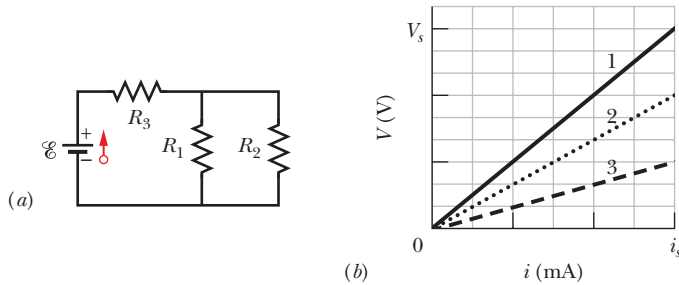 R₃
ℰ
+
−
R₁
R₂
(a)
Vₛ
V (V)
1
2
3
0
iₛ
i (mA)
(b)